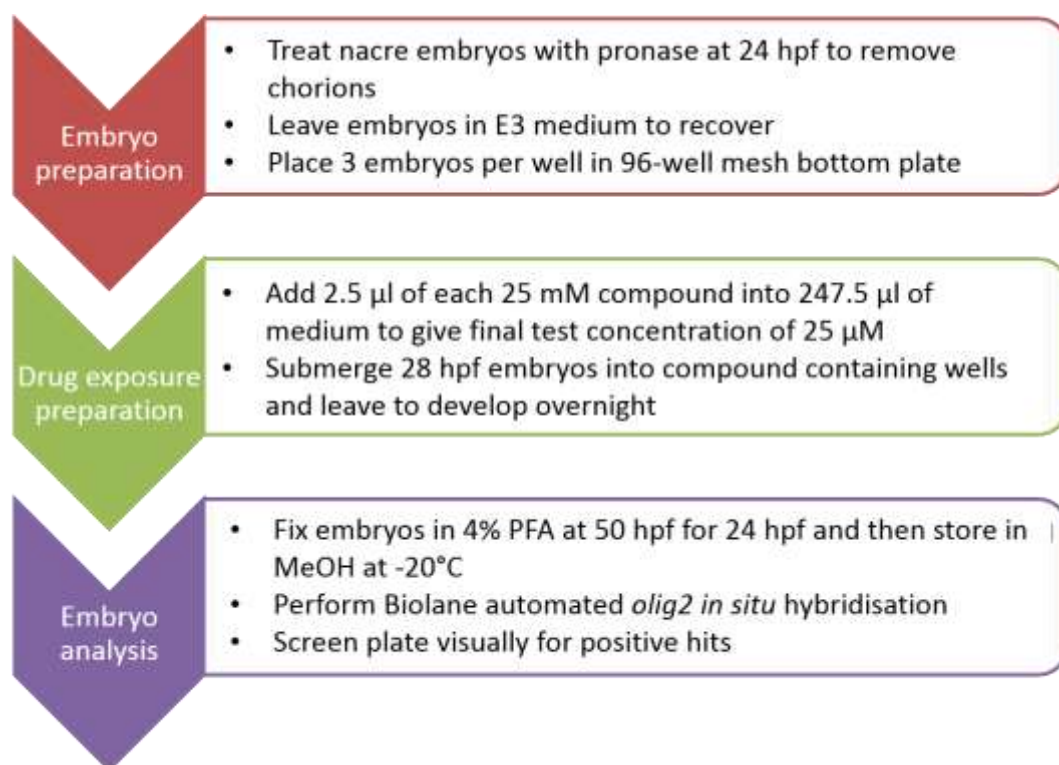 Embryo
preparation
• Treat nacre embryos with pronase at 24 hpf to remove
chorions
• Leave embryos in E3 medium to recover
• Place 3 embryos per well in 96-well mesh bottom plate
Drug exposure
preparation
• Add 2.5 µl of each 25 mM compound into 247.5 µl of
medium to give final test concentration of 25 µM
• Submerge 28 hpf embryos into compound containing wells
and leave to develop overnight
Embryo
analysis
• Fix embryos in 4% PFA at 50 hpf for 24 hpf and then store in
MeOH at -20°C
• Perform Biolane automated olig2 in situ hybridisation
• Screen plate visually for positive hits